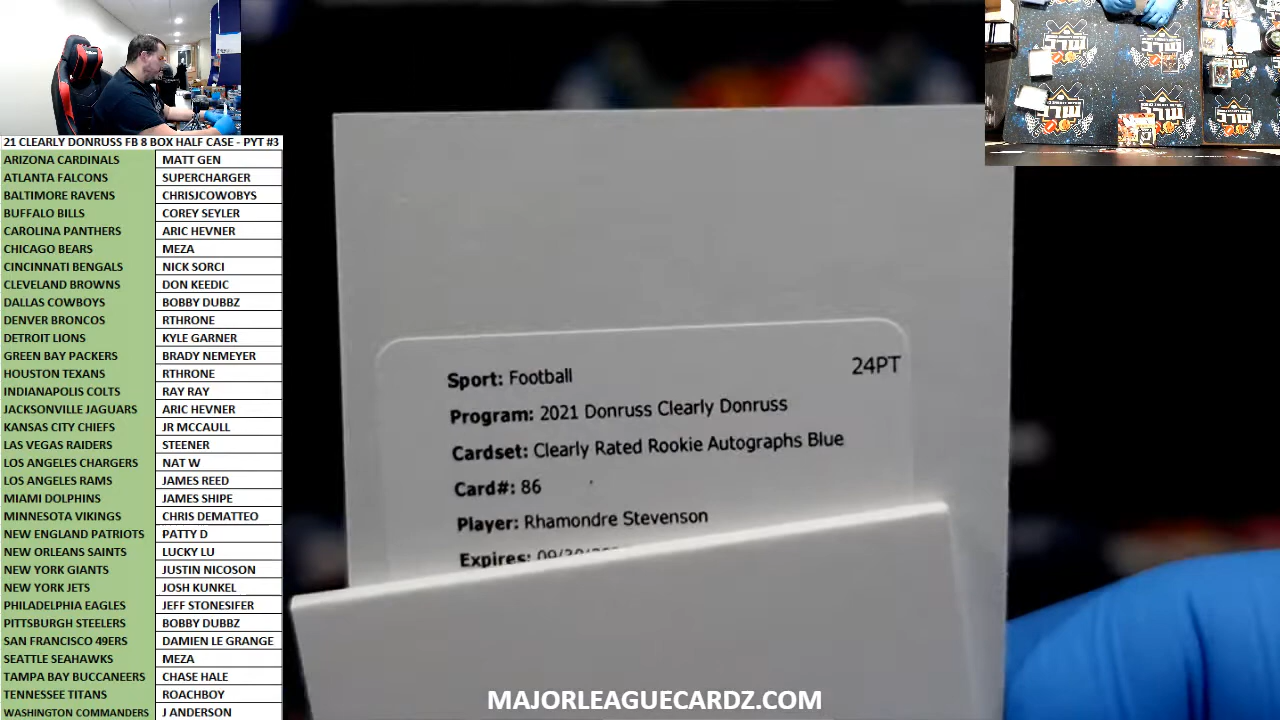 21 CLEARLY DONRUSS FB 8 BOX HALF CASE - PYT #3
ARIZONA CARDINALS MATT GEN
ATLANTA FALCONS SUPERCHARGER
BALTIMORE RAVENS CHRISJCOWOBYS
BUFFALO BILLS COREY SEYLER
CAROLINA PANTHERS ARIC HEVNER
CHICAGO BEARS MEZA
CINCINNATI BENGALS NICK SORCI
CLEVELAND BROWNS DON KEEDIC
DALLAS COWBOYS BOBBY DUBBZ
DENVER BRONCOS RTHRONE
DETROIT LIONS KYLE GARNER
GREEN BAY PACKERS BRADY NEMEYER
HOUSTON TEXANS RTHRONE
INDIANAPOLIS COLTS RAY RAY
JACKSONVILLE JAGUARS ARIC HEVNER
KANSAS CITY CHIEFS JR MCCAULL
LAS VEGAS RAIDERS STEENER
LOS ANGELES CHARGERS NAT W
LOS ANGELES RAMS JAMES REED
MIAMI DOLPHINS JAMES SHIPE
MINNESOTA VIKINGS CHRIS DEMATTEO
NEW ENGLAND PATRIOTS PATTY D
NEW ORLEANS SAINTS LUCKY LU
NEW YORK GIANTS JUSTIN NICOSON
NEW YORK JETS JOSH KUNKEL
PHILADELPHIA EAGLES JEFF STONESIFER
PITTSBURGH STEELERS BOBBY DUBBZ
SAN FRANCISCO 49ERS DAMIEN LE GRANGE
SEATTLE SEAHAWKS MEZA
TAMPA BAY BUCCANEERS CHASE HALE
TENNESSEE TITANS ROACHBOY
WASHINGTON COMMANDERS J ANDERSON
24PT
Sport: Football
Program: 2021 Donruss Clearly Donruss
Cardset: Clearly Rated Rookie Autographs Blue
Card#: 86
Player: Rhamondre Stevenson
Expires:
MAJORLEAGUECARDZ.COM